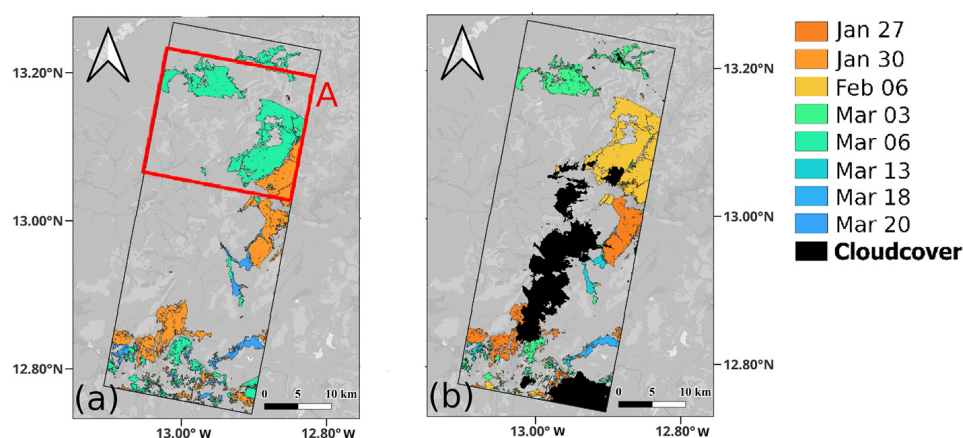 13.20°N
13.00°N
12.80°N
A
(a)
0 5 10 km
13.00° W
12.80° W
(b)
0 5 10 km
13.00° W
12.80° W
13.20°N
13.00°N
12.80°N
Jan 27
Jan 30
Feb 06
Mar 03
Mar 06
Mar 13
Mar 18
Mar 20
Cloudcover